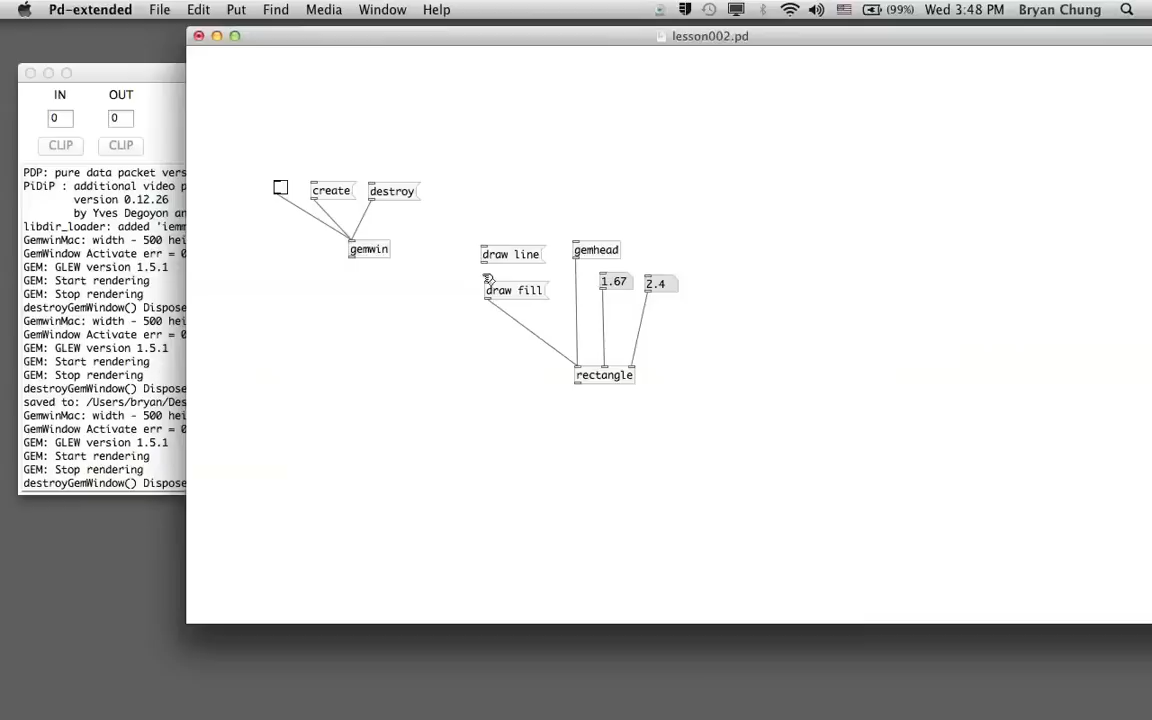 Pd-extended File Edit Put Find Media Window Help (99%) Wed 3:48 PM Bryan Chung
lesson002.pd
IN OUT
0 0
CLIP CLIP
PDP: pure data packet vers
PiDiP : additional video p
version 0.12.26
by Yves Degoyon an
libdir_loader: added 'iemm
GemwinMac: width - 500 hei
GemWindow Activate err = 0
GEM: GLEW version 1.5.1
GEM: Start rendering
GEM: Stop rendering
destroyGemWindow() Dispose
GemwinMac: width - 500 hei
GemWindow Activate err = 0
GEM: GLEW version 1.5.1
GEM: Start rendering
GEM: Stop rendering
destroyGemWindow() Dispose
saved to: /Users/bryan/Des
GemwinMac: width - 500 hei
GemWindow Activate err = 0
GEM: GLEW version 1.5.1
GEM: Start rendering
GEM: Stop rendering
destroyGemWindow() Dispose
create destroy
gemwin
draw line gemhead
draw fill 1.67 2.4
rectangle